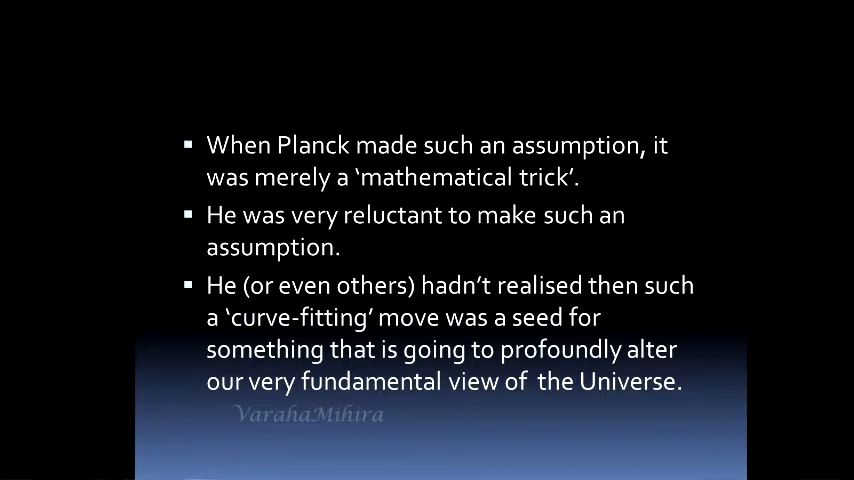 ▪ When Planck made such an assumption, it
was merely a ‘mathematical trick’.
▪ He was very reluctant to make such an
assumption.
▪ He (or even others) hadn’t realised then such
a ‘curve-fitting’ move was a seed for
something that is going to profoundly alter
our very fundamental view of the Universe.
VarahaMihira